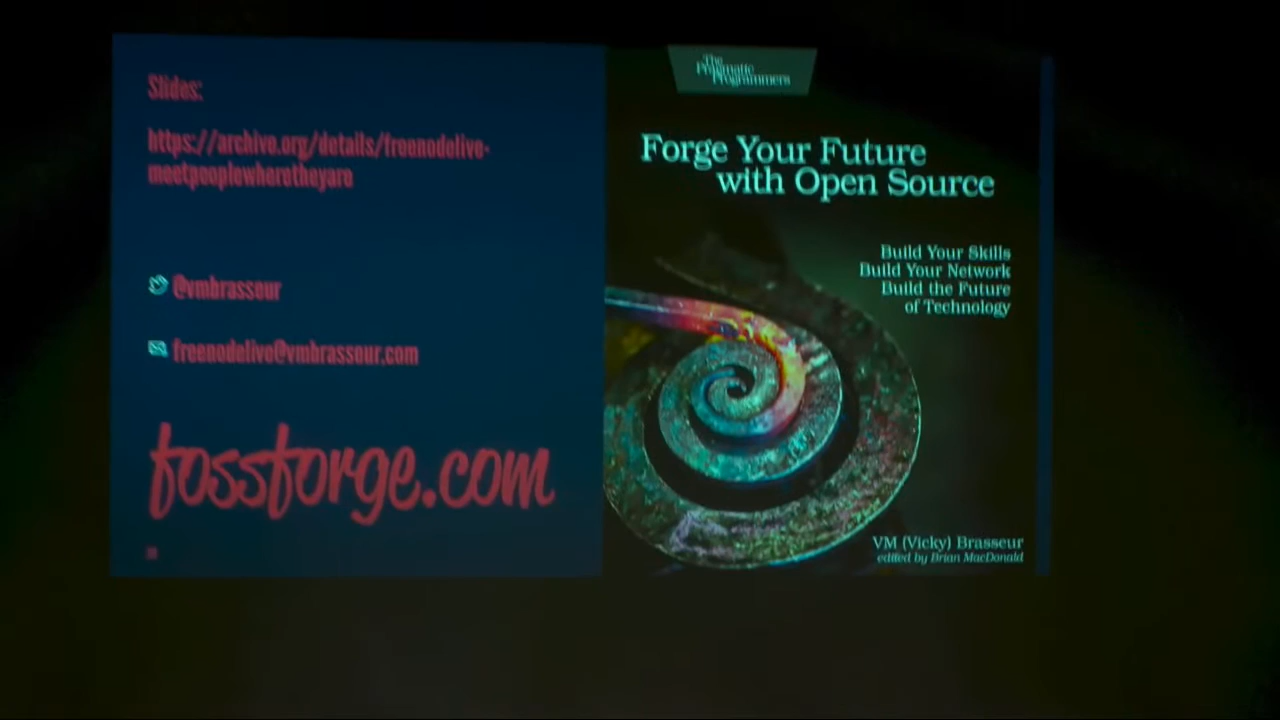 Slides:
https://archive.org/details/freenodelive-
meetpeoplewheretheyare
@vmbrasseur
freenodelive@vmbrasseur.com
fossforge.com
The
Pragmatic
Programmers
Forge Your Future
with Open Source
Build Your Skills
Build Your Network
Build the Future
of Technology
VM (Vicky) Brasseur
edited by Brian MacDonald